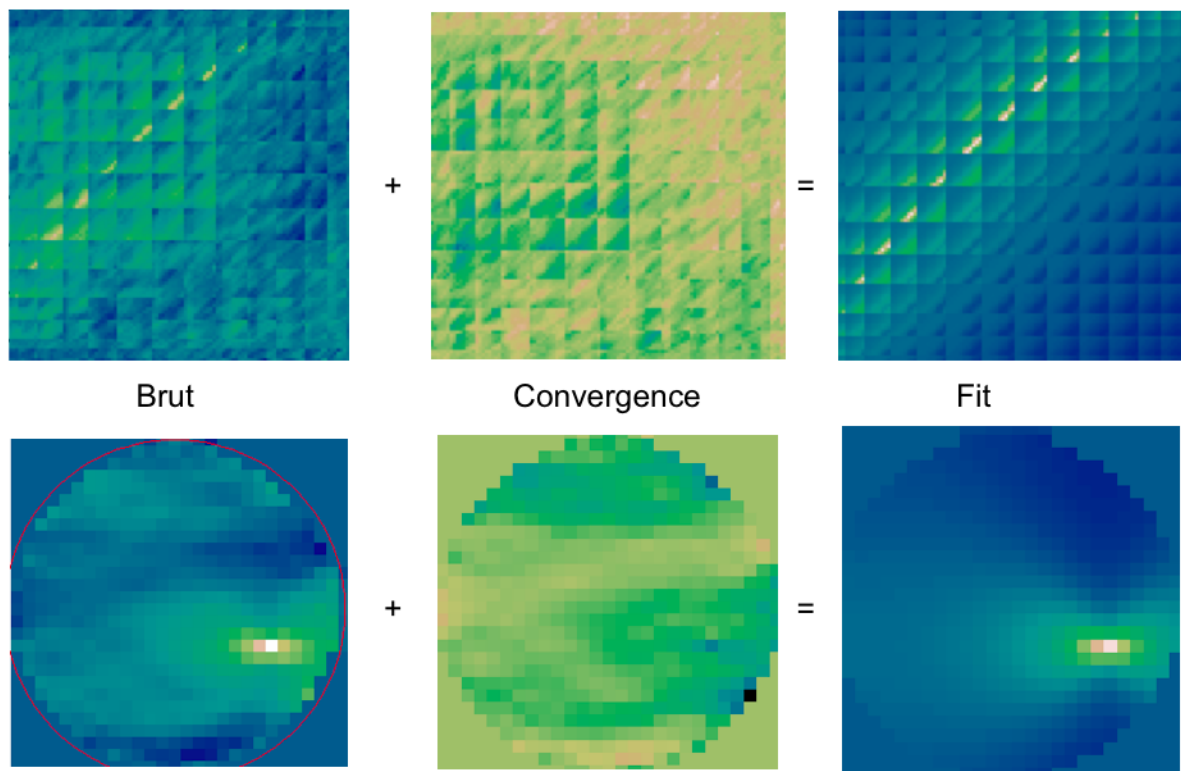 + =
Brut Convergence Fit
+ =